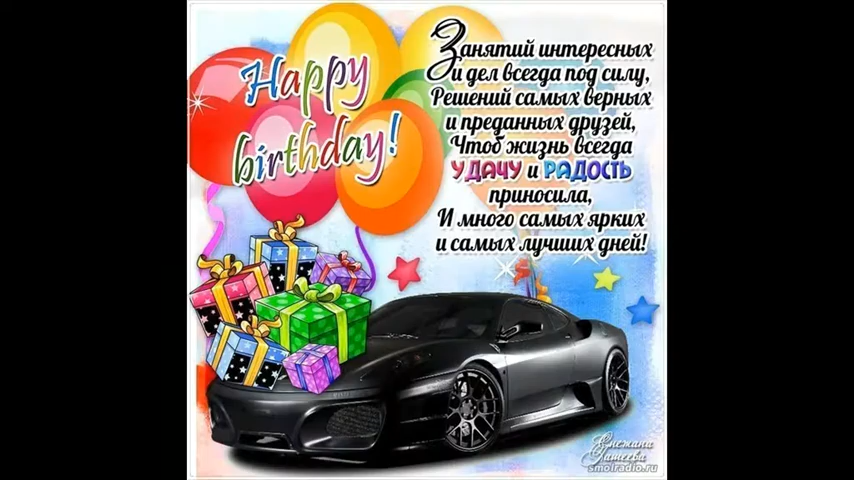 Happy
birthday!
Занятий интересных
и дел всегда под силу,
Решений самых верных
и преданных друзей,
Чтоб жизнь всегда
УДАЧУ и РАДОСТЬ
приносила,
И много самых ярких
и самых лучших дней!
Снежана
smoiradio.ru